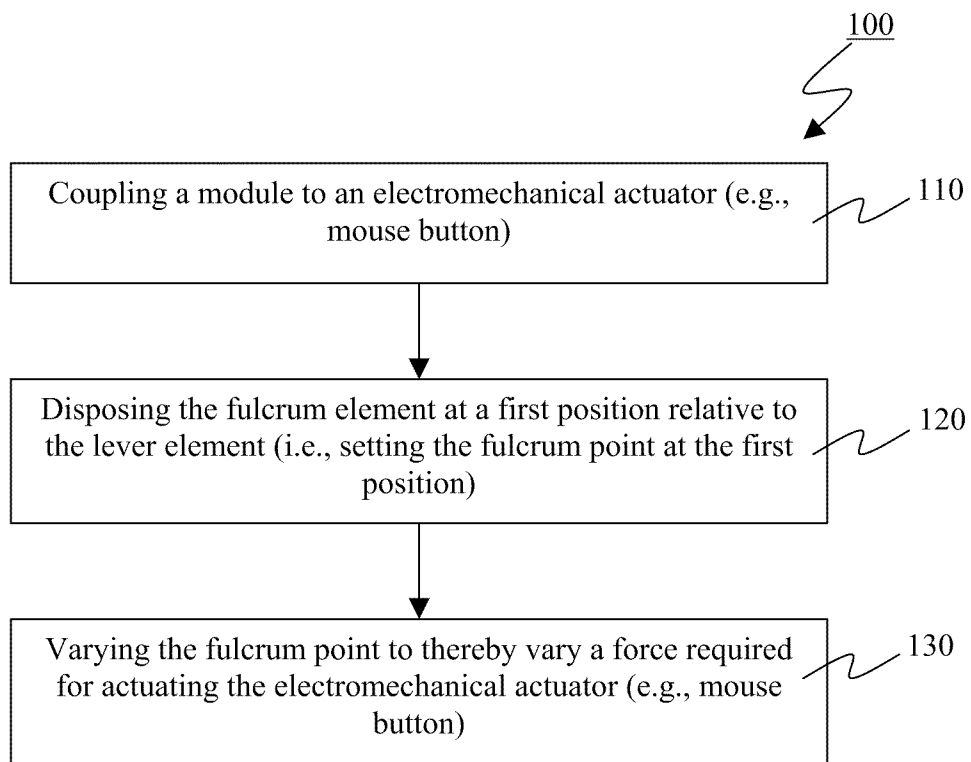 100
Coupling a module to an electromechanical actuator (e.g.,
mouse button)
110
Disposing the fulcrum element at a first position relative to
the lever element (i.e., setting the fulcrum point at the first
position)
120
Varying the fulcrum point to thereby vary a force required
for actuating the electromechanical actuator (e.g., mouse
button)
130